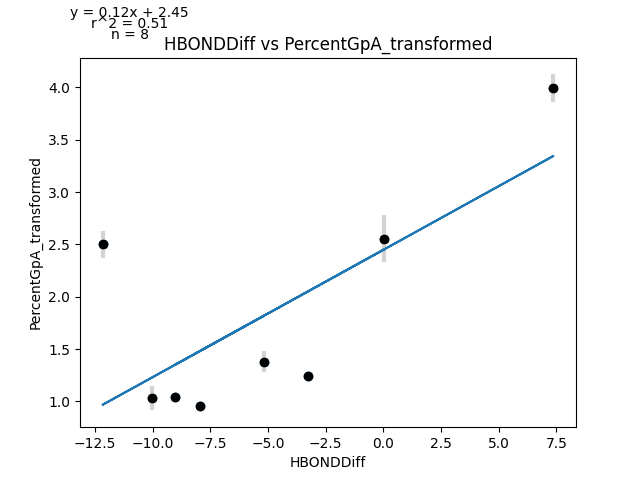 y = 0.12x + 2.45
r^2 = 0.51
n = 8
HBONDDiff vs PercentGpA_transformed
PercentGpA_transformed
4.0
3.5
3.0
2.5
2.0
1.5
1.0
−12.5 −10.0 −7.5 −5.0 −2.5 0.0 2.5 5.0 7.5
HBONDDiff